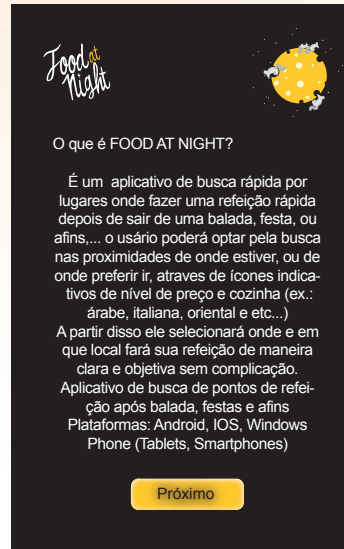 Food at
Night
O que é FOOD AT NIGHT?
É um aplicativo de busca rápida por
lugares onde fazer uma refeição rápida
depois de sair de uma balada, festa, ou
afins,... o usário poderá optar pela busca
nas proximidades de onde estiver, ou de
onde preferir ir, atraves de ícones indica-
tivos de nível de preço e cozinha (ex.:
árabe, italiana, oriental e etc...)
A partir disso ele selecionará onde e em
que local fará sua refeição de maneira
clara e objetiva sem complicação.
Aplicativo de busca de pontos de refei-
ção após balada, festas e afins
Plataformas: Android, IOS, Windows
Phone (Tablets, Smartphones)
Próximo